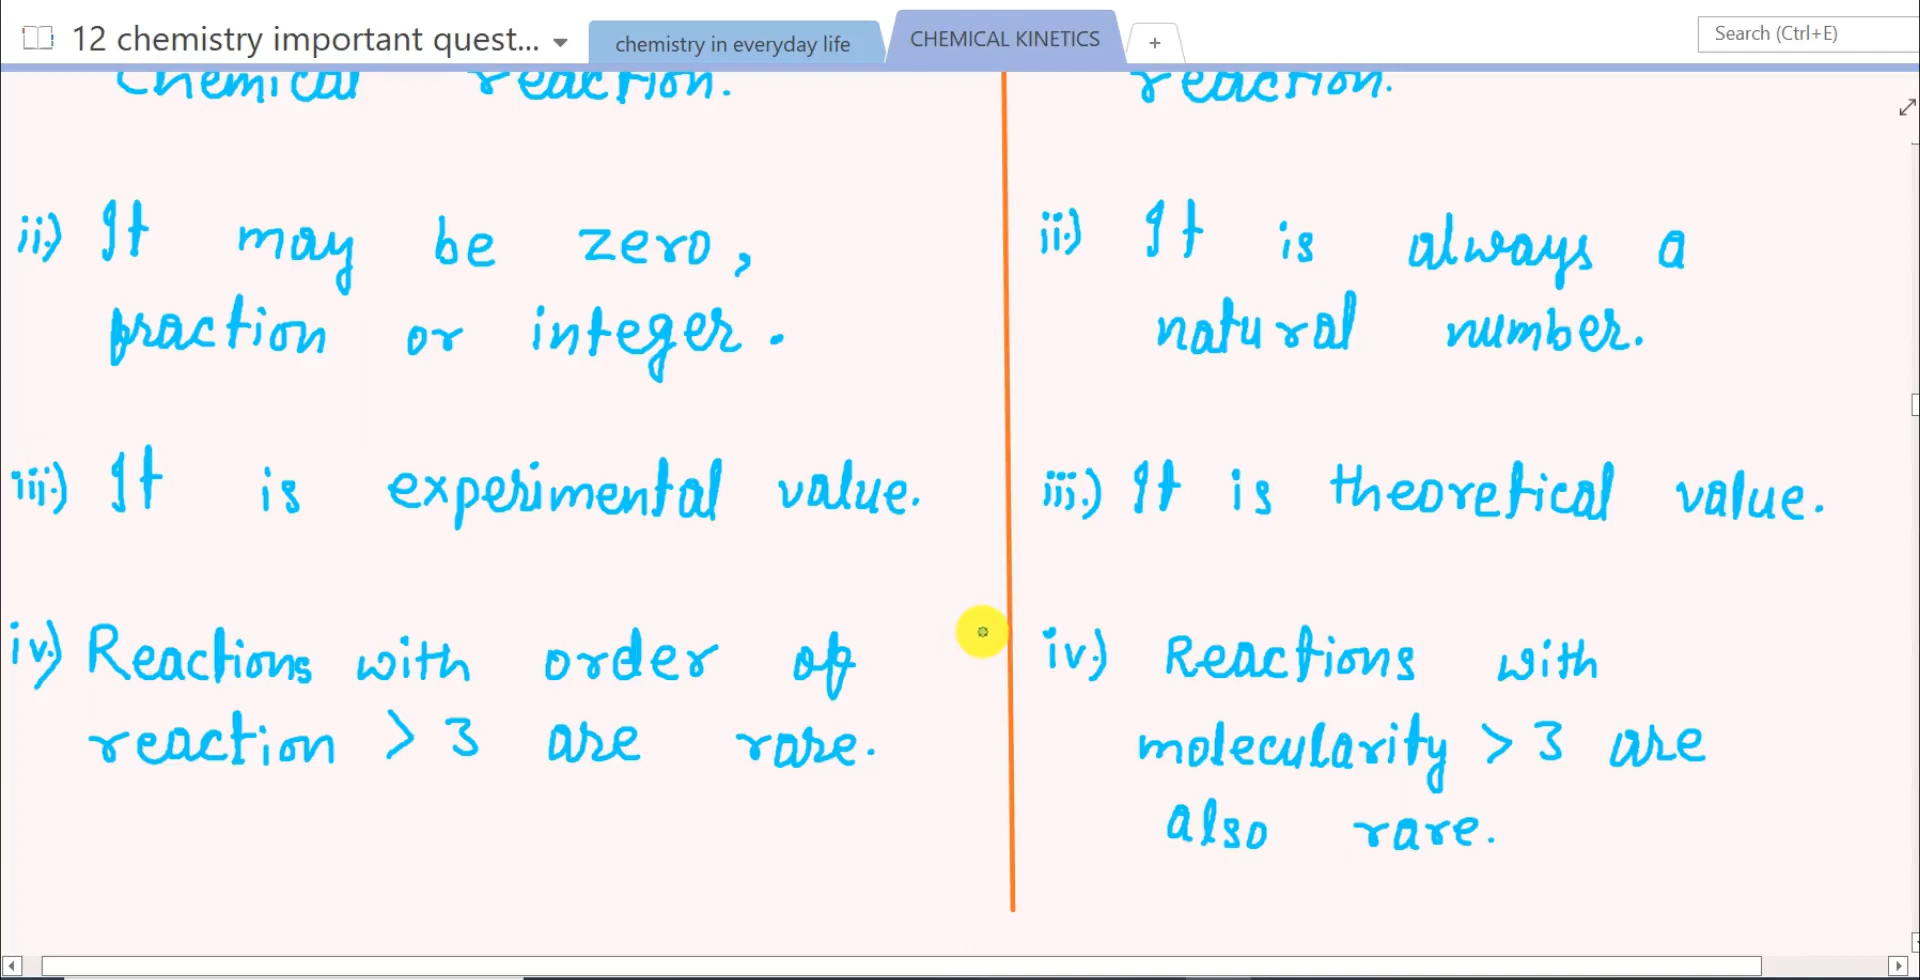 12 chemistry important quest...
chemistry in everyday life
CHEMICAL KINETICS
+
Search (Ctrl+E)
Chemical reaction.
ii) It may be zero,
fraction or integer.
iii) It is experimental value.
iv) Reactions with order of
reaction > 3 are rare.
reaction.
ii.) It is always a
natural number.
iii.) It is theoretical value.
iv.) Reactions with
molecularity > 3 are
also rare.